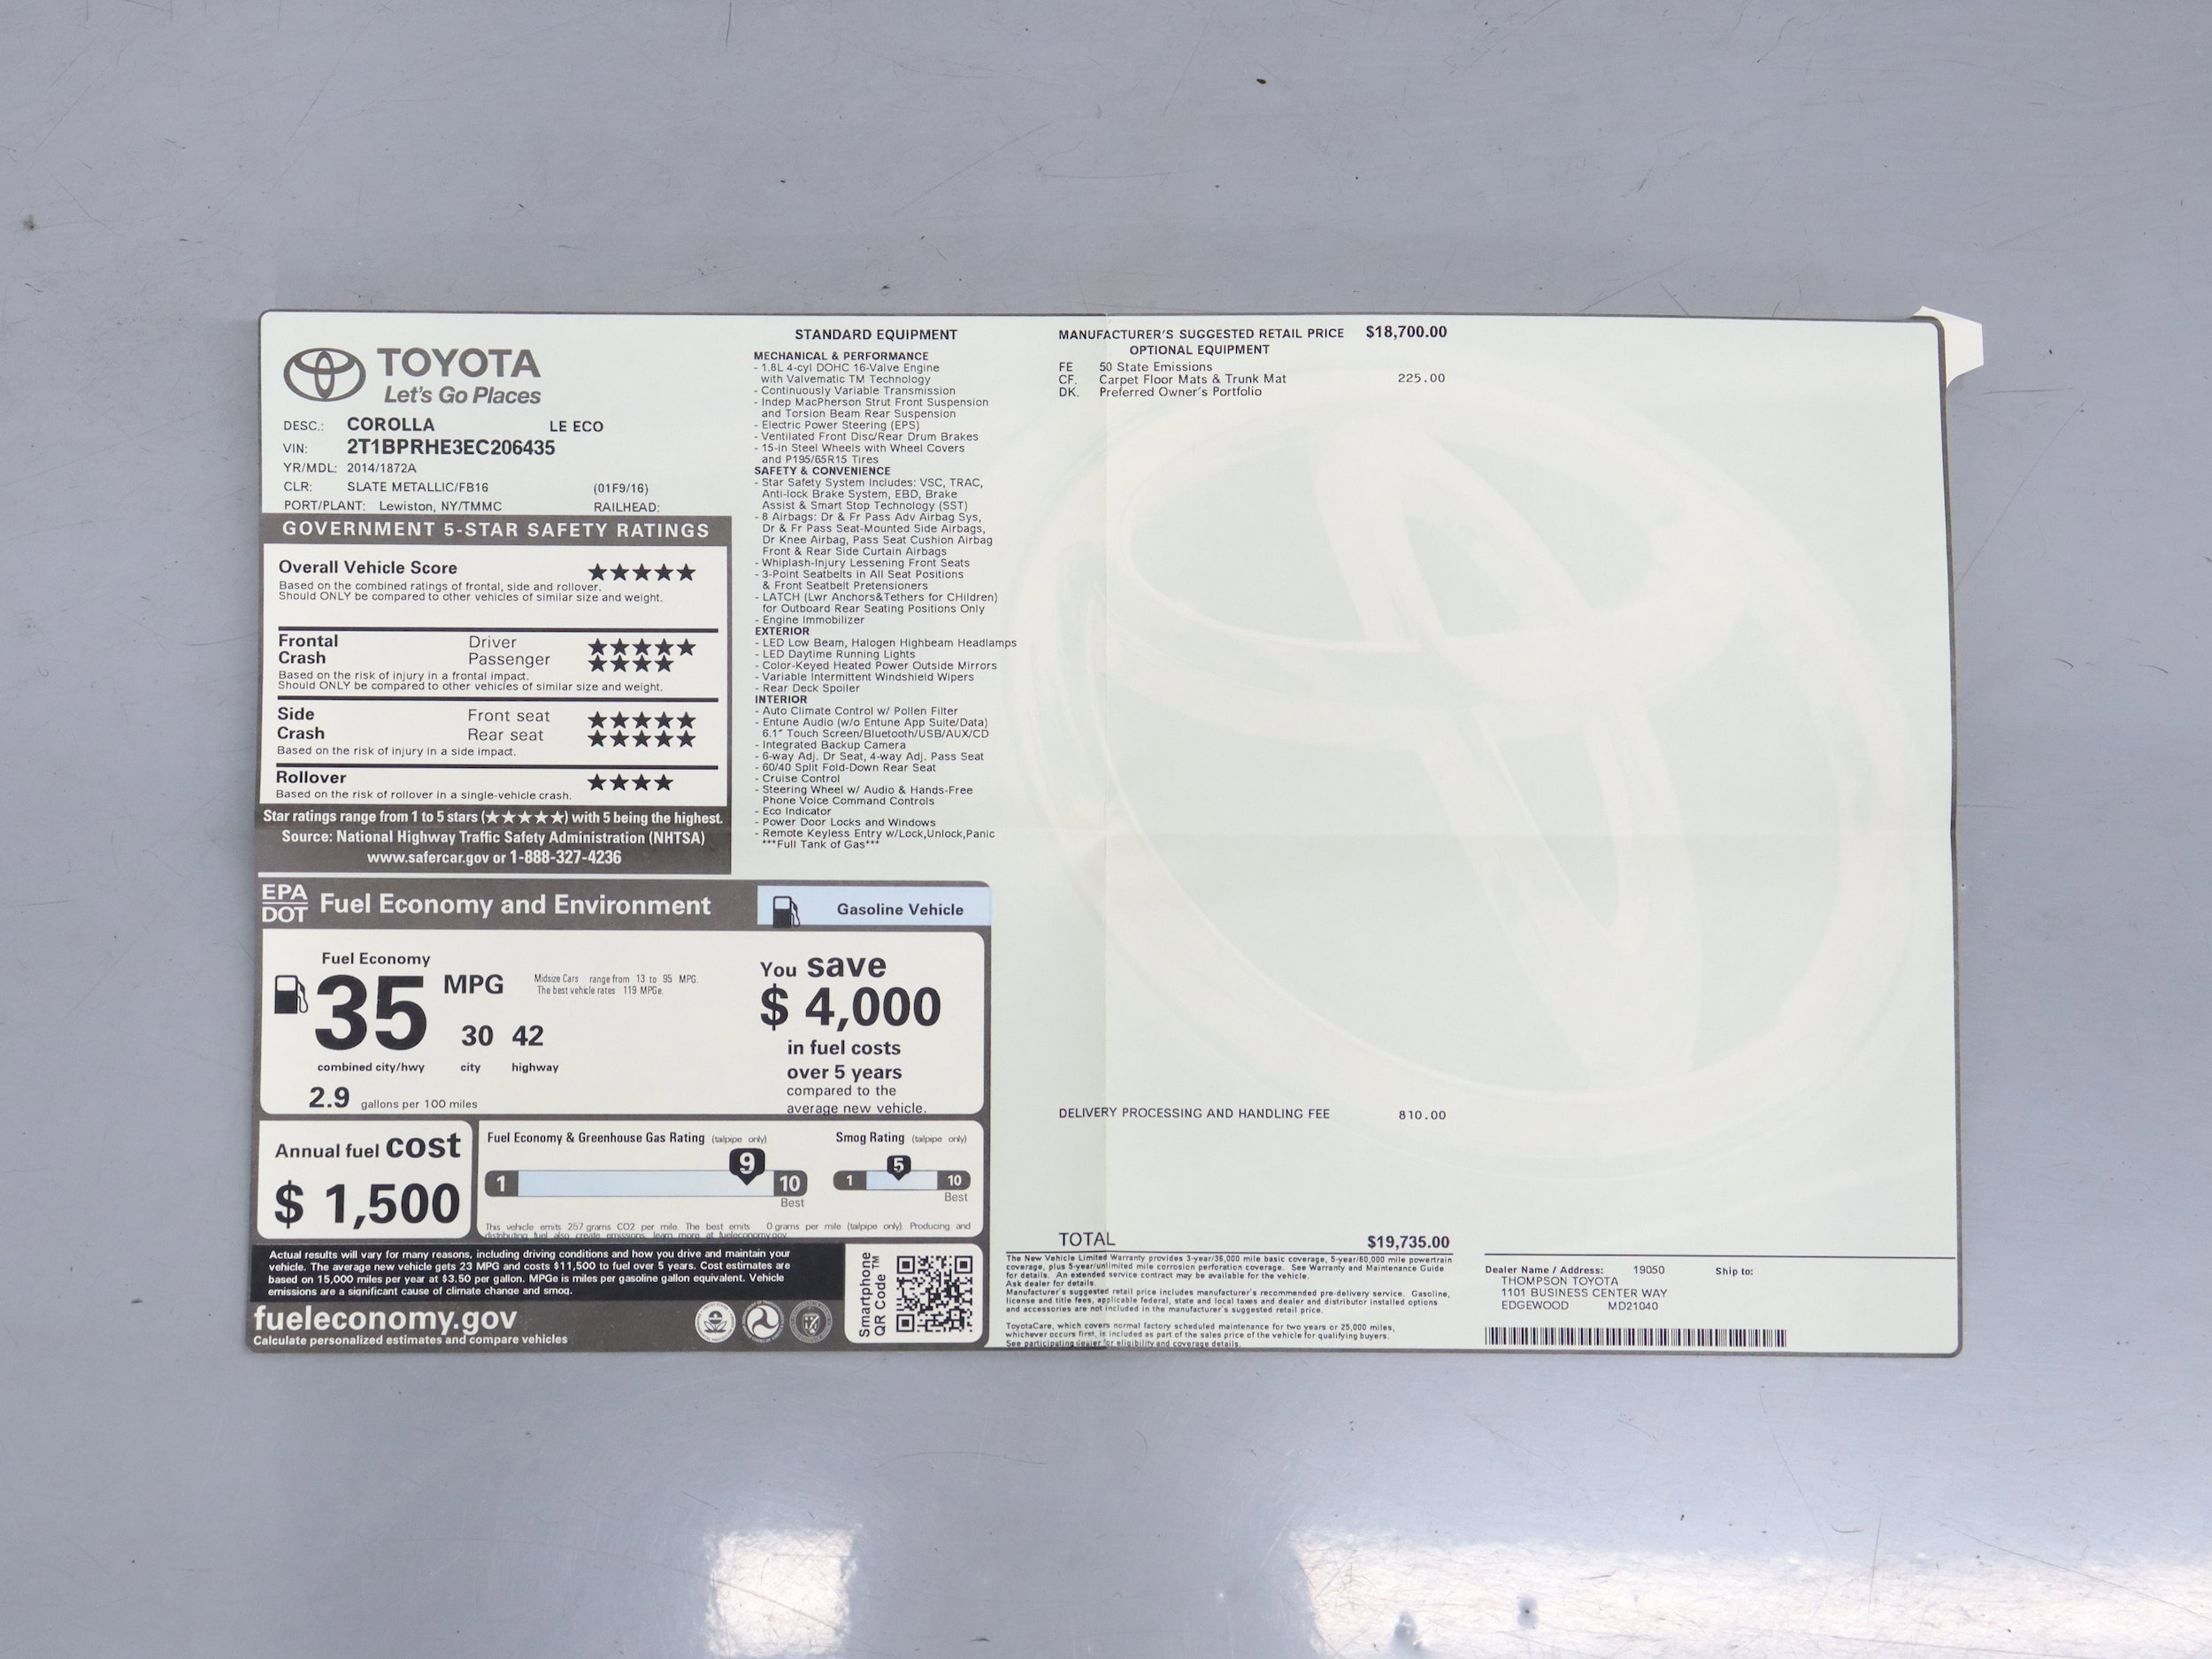 TOYOTA
Let's Go Places
DESC.: COROLLA LE ECO
VIN: 2T1BPRHE3EC206435
YR/MDL: 2014/1872A
CLR: SLATE METALLIC/FB16 (01F9/16)
PORT/PLANT: Lewiston, NY/TMMC RAILHEAD:
GOVERNMENT 5-STAR SAFETY RATINGS
Overall Vehicle Score ★★★★★
Based on the combined ratings of frontal, side and rollover.
Should ONLY be compared to other vehicles of similar size and weight.
Frontal Driver ★★★★★
Crash Passenger ★★★★
Based on the risk of injury in a frontal impact.
Should ONLY be compared to other vehicles of similar size and weight.
Side Front seat ★★★★★
Crash Rear seat ★★★★★
Based on the risk of injury in a side impact.
Rollover ★★★★
Based on the risk of rollover in a single-vehicle crash.
Star ratings range from 1 to 5 stars (★★★★★) with 5 being the highest.
Source: National Highway Traffic Safety Administration (NHTSA)
www.safercar.gov or 1-888-327-4236
STANDARD EQUIPMENT
MECHANICAL & PERFORMANCE
- 1.8L 4-cyl DOHC 16-Valve Engine
with Valvematic TM Technology
- Continuously Variable Transmission
- Indep MacPherson Strut Front Suspension
and Torsion Beam Rear Suspension
- Electric Power Steering (EPS)
- Ventilated Front Disc/Rear Drum Brakes
- 15-in Steel Wheels with Wheel Covers
and P195/65R15 Tires
SAFETY & CONVENIENCE
- Star Safety System Includes: VSC, TRAC,
Anti-lock Brake System, EBD, Brake
Assist & Smart Stop Technology (SST)
- 8 Airbags: Dr & Fr Pass Adv Airbag Sys,
Dr & Fr Pass Seat-Mounted Side Airbags,
Dr Knee Airbag, Pass Seat Cushion Airbag
Front & Rear Side Curtain Airbags
- Whiplash-Injury Lessening Front Seats
- 3-Point Seatbelts in All Seat Positions
& Front Seatbelt Pretensioners
- LATCH (Lwr Anchors&Tethers for CHildren)
for Outboard Rear Seating Positions Only
- Engine Immobilizer
EXTERIOR
- LED Low Beam, Halogen Highbeam Headlamps
- LED Daytime Running Lights
- Color-Keyed Heated Power Outside Mirrors
- Variable Intermittent Windshield Wipers
- Rear Deck Spoiler
INTERIOR
- Auto Climate Control w/ Pollen Filter
- Entune Audio (w/o Entune App Suite/Data)
6.1" Touch Screen/Bluetooth/USB/AUX/CD
- Integrated Backup Camera
- 6-way Adj. Dr Seat, 4-way Adj. Pass Seat
- 60/40 Split Fold-Down Rear Seat
- Cruise Control
- Steering Wheel w/ Audio & Hands-Free
Phone Voice Command Controls
- Eco Indicator
- Power Door Locks and Windows
- Remote Keyless Entry w/Lock,Unlock,Panic
***Full Tank of Gas***
MANUFACTURER'S SUGGESTED RETAIL PRICE $18,700.00
OPTIONAL EQUIPMENT
FE 50 State Emissions
CF. Carpet Floor Mats & Trunk Mat 225.00
DK. Preferred Owner's Portfolio
DELIVERY PROCESSING AND HANDLING FEE 810.00
TOTAL $19,735.00
EPA
DOT
Fuel Economy and Environment
Gasoline Vehicle
Fuel Economy
35 MPG
Midsize Cars range from 13 to 95 MPG.
The best vehicle rates 119 MPGe.
30 42
combined city/hwy city highway
2.9 gallons per 100 miles
You save
$ 4,000
in fuel costs
over 5 years
compared to the
average new vehicle.
Annual fuel cost
$ 1,500
Fuel Economy & Greenhouse Gas Rating (tailpipe only)
1 9 10
Best
Smog Rating (tailpipe only)
1 5 10
Best
This vehicle emits 257 grams CO2 per mile. The best emits 0 grams per mile (tailpipe only). Producing and
distributing fuel also create emissions; learn more at fueleconomy.gov
Actual results will vary for many reasons, including driving conditions and how you drive and maintain your
vehicle. The average new vehicle gets 23 MPG and costs $11,500 to fuel over 5 years. Cost estimates are
based on 15,000 miles per year at $3.50 per gallon. MPGe is miles per gasoline gallon equivalent. Vehicle
emissions are a significant cause of climate change and smog.
fueleconomy.gov
Calculate personalized estimates and compare vehicles
Smartphone
QR Code™
The New Vehicle Limited Warranty provides 3-year/36,000 mile basic coverage, 5-year/60,000 mile powertrain
coverage, plus 5-year/unlimited mile corrosion perforation coverage. See Warranty and Maintenance Guide
for details. An extended service contract may be available for the vehicle.
Ask dealer for details.
Manufacturer's suggested retail price includes manufacturer's recommended pre-delivery service. Gasoline,
license and title fees, applicable federal, state and local taxes and dealer and distributor installed options
and accessories are not included in the manufacturer's suggested retail price.
ToyotaCare, which covers normal factory scheduled maintenance for two years or 25,000 miles,
whichever occurs first, is included as part of the sales price of the vehicle for qualifying buyers.
See participating dealer for eligibility and coverage details.
Dealer Name / Address: 19050 Ship to:
THOMPSON TOYOTA
1101 BUSINESS CENTER WAY
EDGEWOOD MD21040